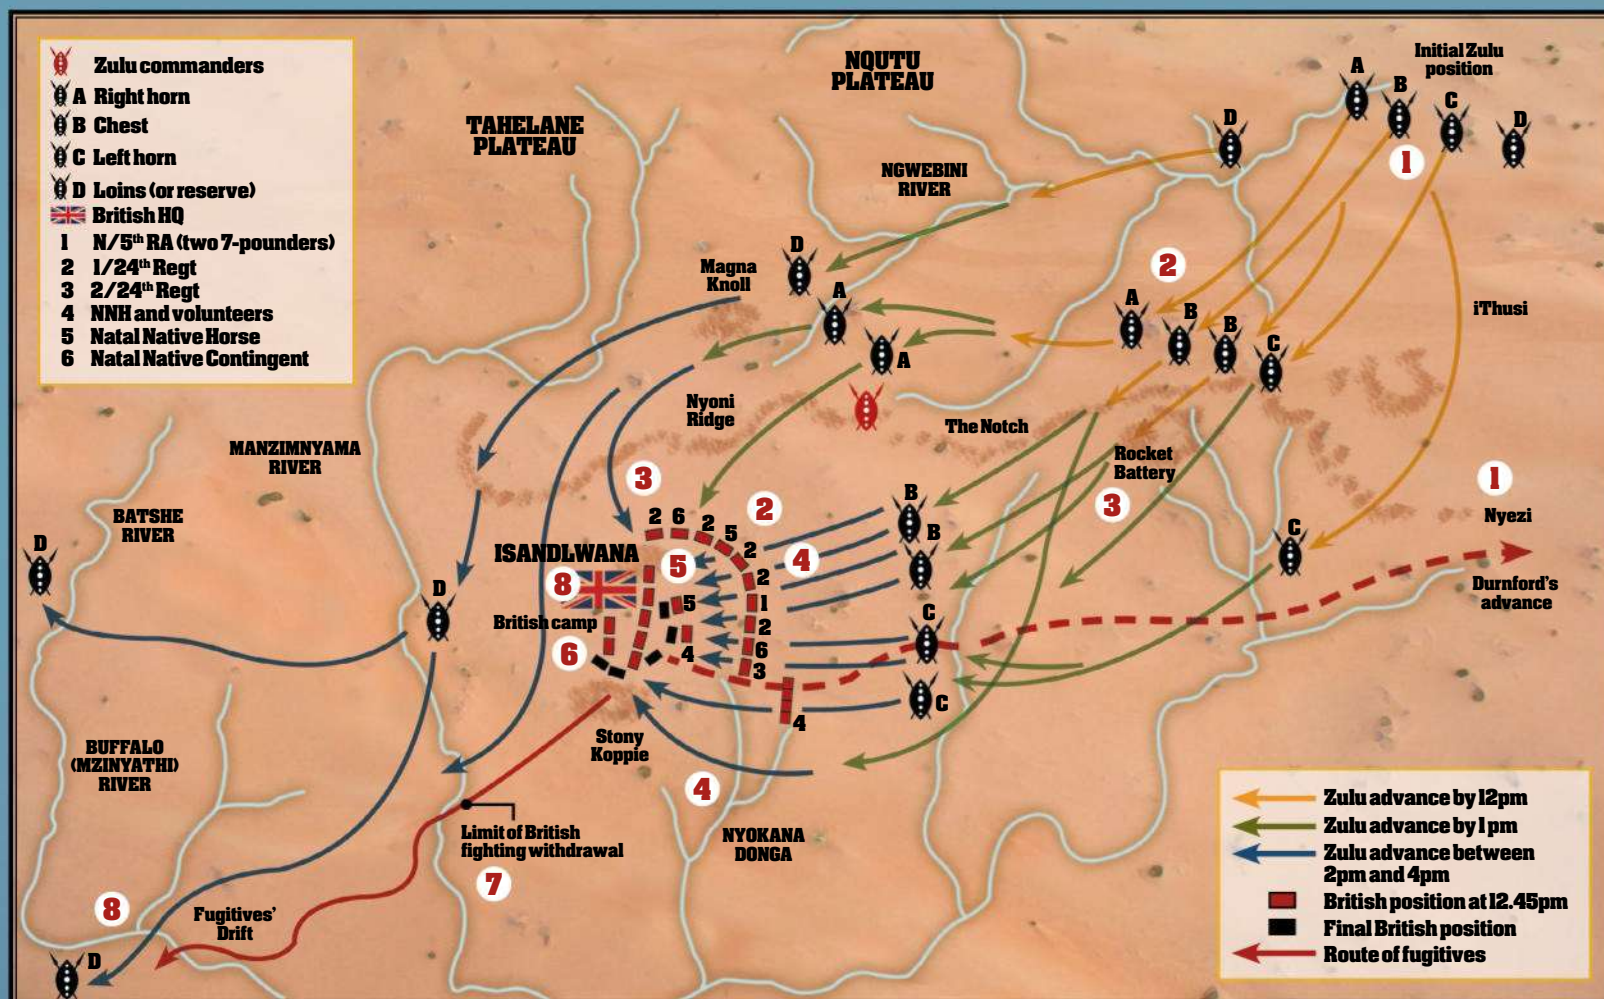 Zulu commanders
A Right horn
B Chest
C Left horn
D Loins (or reserve)
British HQ
1 N/5th RA (two 7-pounders)
2 1/24th Regt
3 2/24th Regt
4 NNH and volunteers
5 Natal Native Horse
6 Natal Native Contingent
NQUTU
PLATEAU
TAHELANE
PLATEAU
NGWEBINI
RIVER
Initial Zulu
position
A
B
C
D
D
1
2
iThusi
Magna
Knoll
D
A
A
A
B
B
C
Nyoni
Ridge
The Notch
Rocket
Battery
3
1
Nyezi
MANZIMNYAMA
RIVER
BATSHE
RIVER
3
2
2
6
2
5
2
2
1
2
6
3
4
ISANDLWANA
8
5
5
4
4
British camp
6
B
B
C
C
C
Durnford's
advance
D
D
Stony
Koppie
4
BUFFALO
(MZINYATHI)
RIVER
NYOKANA
DONGA
Limit of British
fighting withdrawal
7
8
Fugitives'
Drift
D
Zulu advance by 12pm
Zulu advance by 1pm
Zulu advance between
2pm and 4pm
British position at 12.45pm
Final British position
Route of fugitives